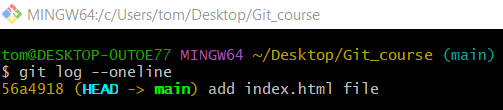 MINGW64:/c/Users/tom/Desktop/Git_course
tom@DESKTOP-OUTOE77 MINGW64 ~/Desktop/Git_course (main)
$ git log --oneline
56a4918 (HEAD -> main) add index.html file